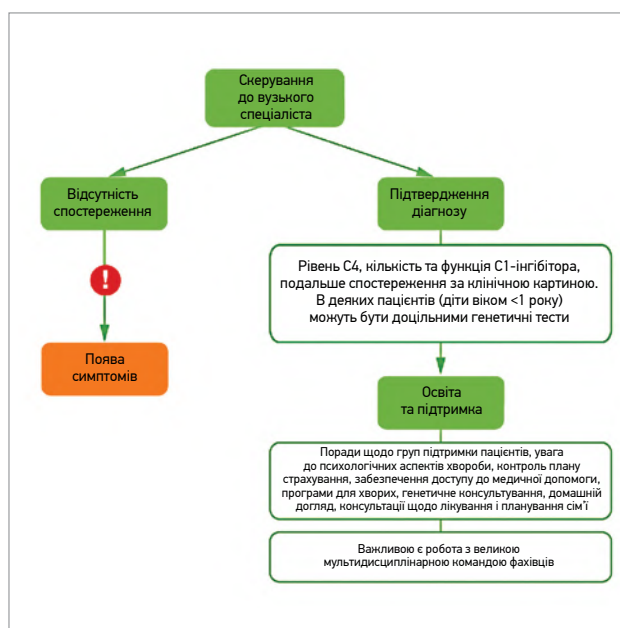 Скерування
до вузького
спеціаліста
Відсутність
спостереження
Підтвердження
діагнозу
!
Рівень С4, кількість та функція С1-інгібітора,
подальше спостереження за клінічною картиною.
В деяких пацієнтів (діти віком <1 року)
можуть бути доцільними генетичні тести
Поява
симптомів
Освіта
та підтримка
Поради щодо груп підтримки пацієнтів, увага
до психологічних аспектів хвороби, контроль плану
страхування, забезпечення доступу до медичної допомоги,
програми для хворих, генетичне консультування, домашній
догляд, консультації щодо лікування і планування сім’ї
Важливою є робота з великою
мультидисциплінарною командою фахівців